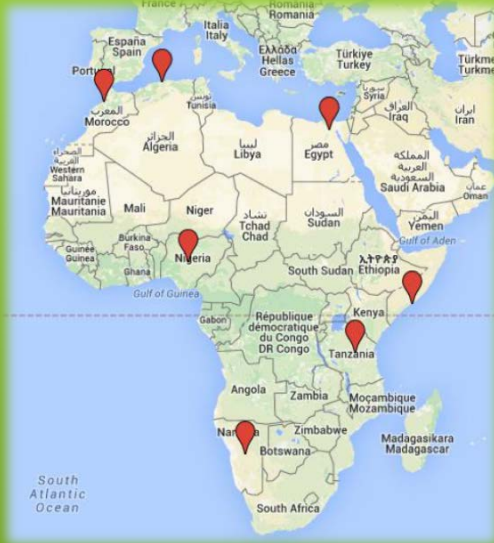 France
România
Romania
Italia
Italy
España
Spain
Ελλάδα
Hellas
Greece
Türkiye
Turkey
Türkme
Turkm
تونس
Tunisia
سوريا
Syria
العراق
Iraq
ایران
Iran
المغرب
Morocco
الجزائر
Algeria
ليبيا
Libya
مصر
Egypt
المملكة
العربية
السعودية
Saudi Arabia
عمان
Oman
الصحراء
الغربية
Western
Sahara
موريتانيا
Mauritanie
Mauritania
Mali
Niger
تشاد
Tchad
Chad
السودان
Sudan
اليمن
Yemen
Gulf of Aden
Burkina
Faso
Guinée
Guinea
Ghana
Nigeria
South Sudan
ኢትዮጵያ
Ethiopia
Gulf of Guinea
Gabon
République
démocratique
du Congo
DR Congo
Kenya
Tanzania
Angola
Zambia
Moçambique
Mozambique
Zimbabwe
Botswana
Madagasikara
Madagascar
South
Atlantic
Ocean
South Africa